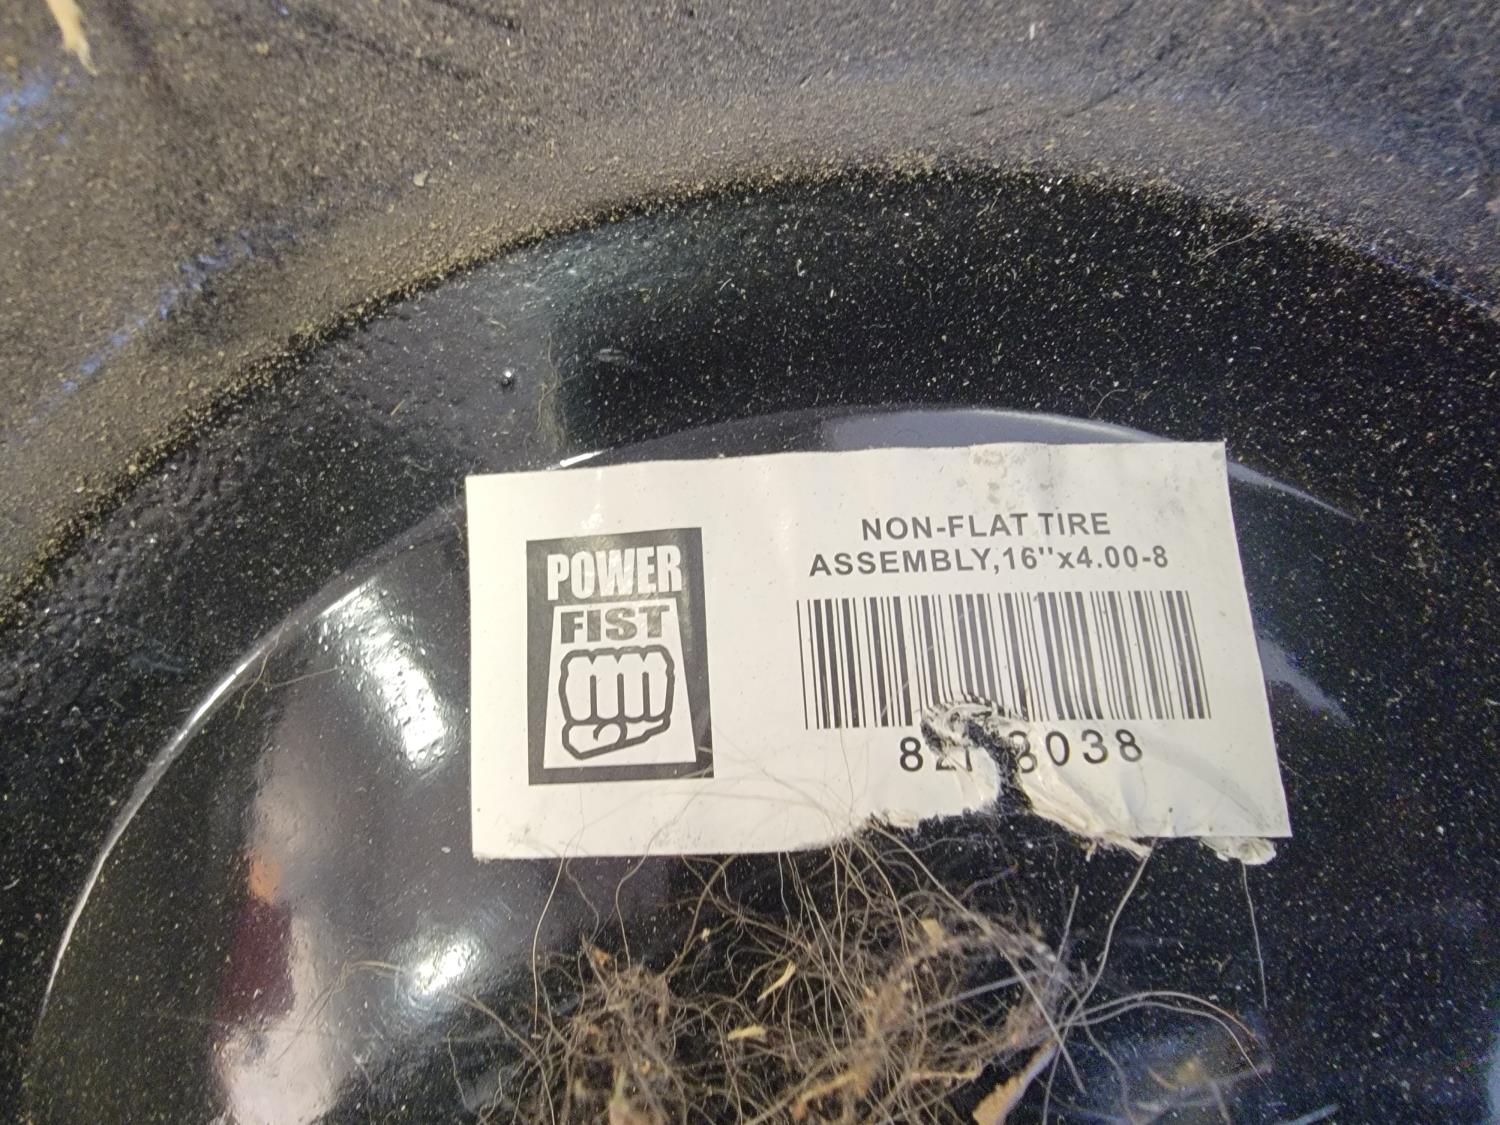 POWER
FIST
NON-FLAT TIRE
ASSEMBLY,16''x4.00-8